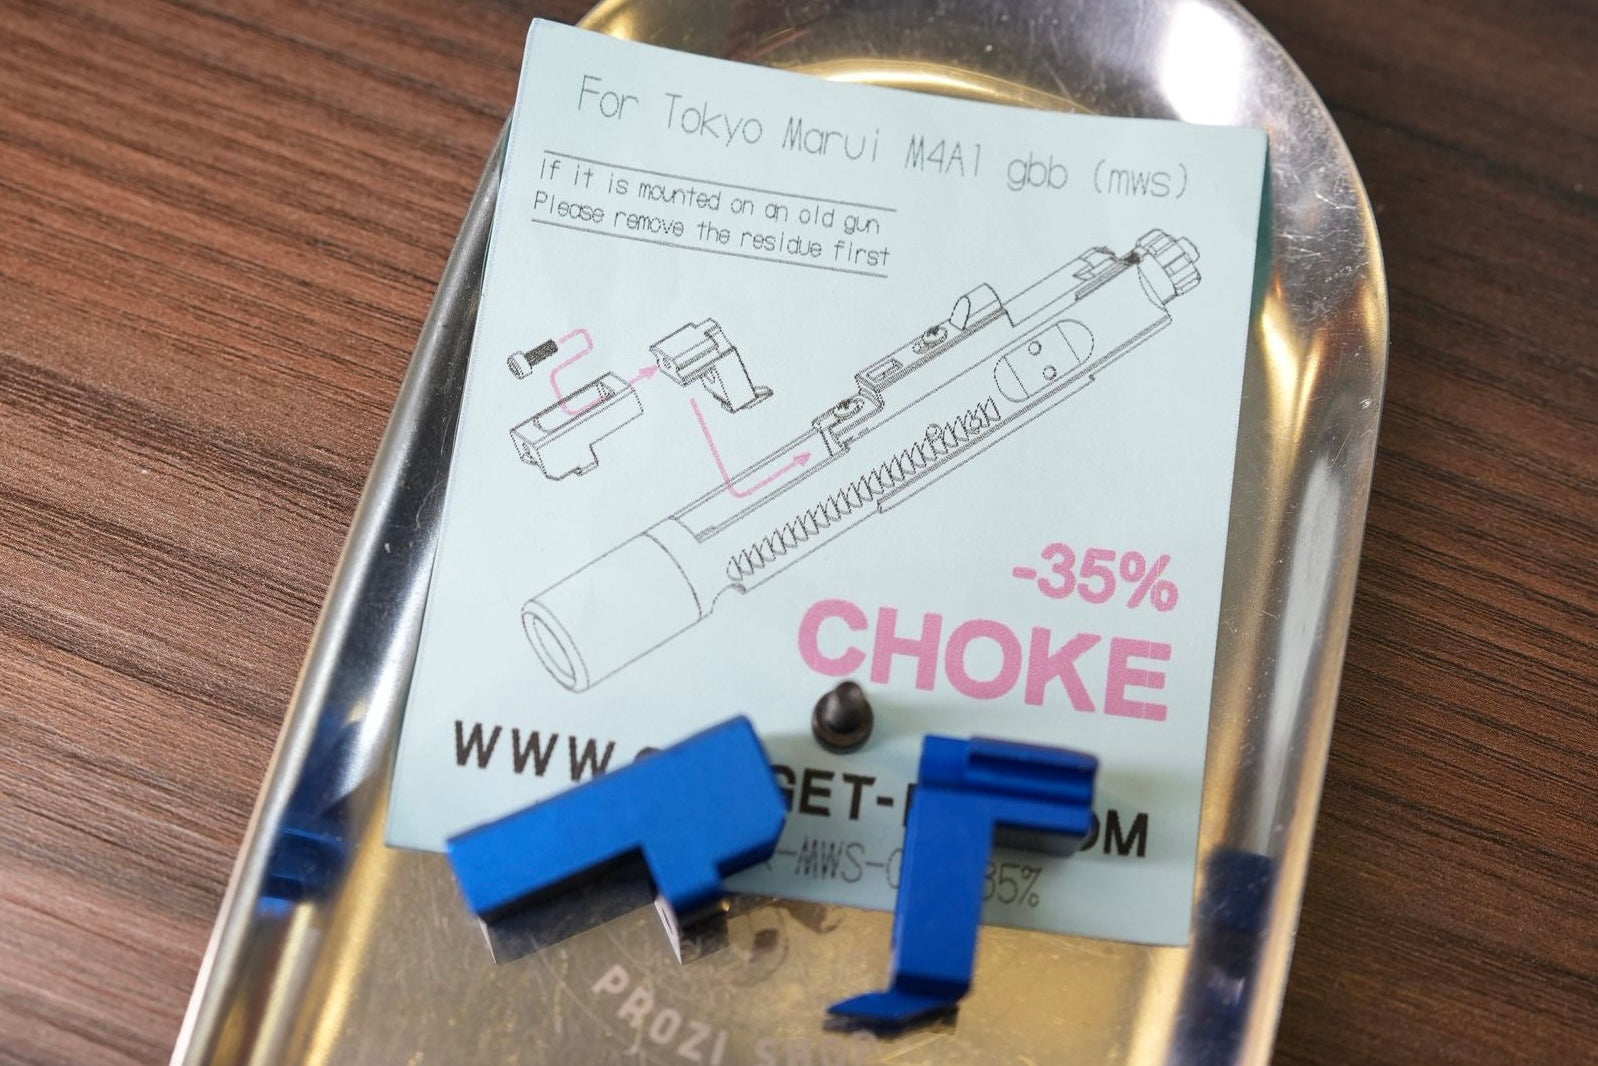 For Tokyo Marui M4A1 gbb (mws)
If it is mounted on an old gun
Please remove the residue first
-35%
CHOKE
WWW. GET- OM
-MWS- 35%
PROZI SHOP